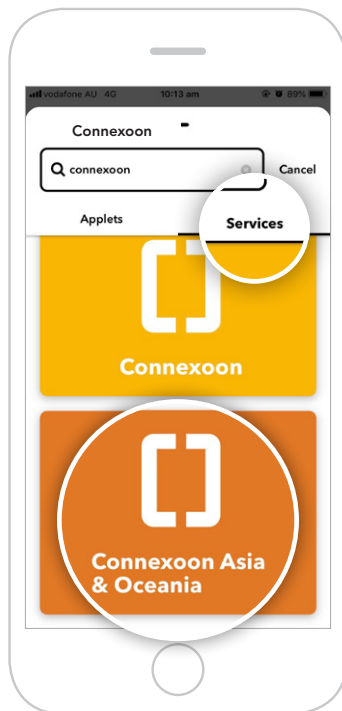 vodafone AU 4G 10:13 am 89%
Connexoon
connexoon Cancel
Applets Services
Connexoon
Connexoon Asia
& Oceania